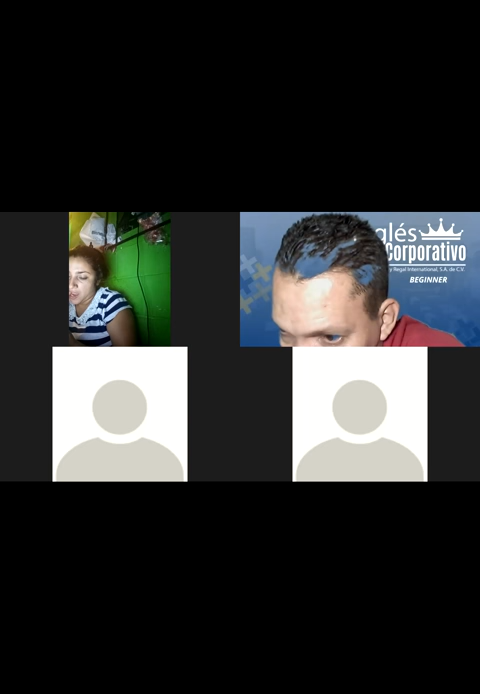 glés
Corporativo
y Regal International, S.A. de C.V.
BEGINNER